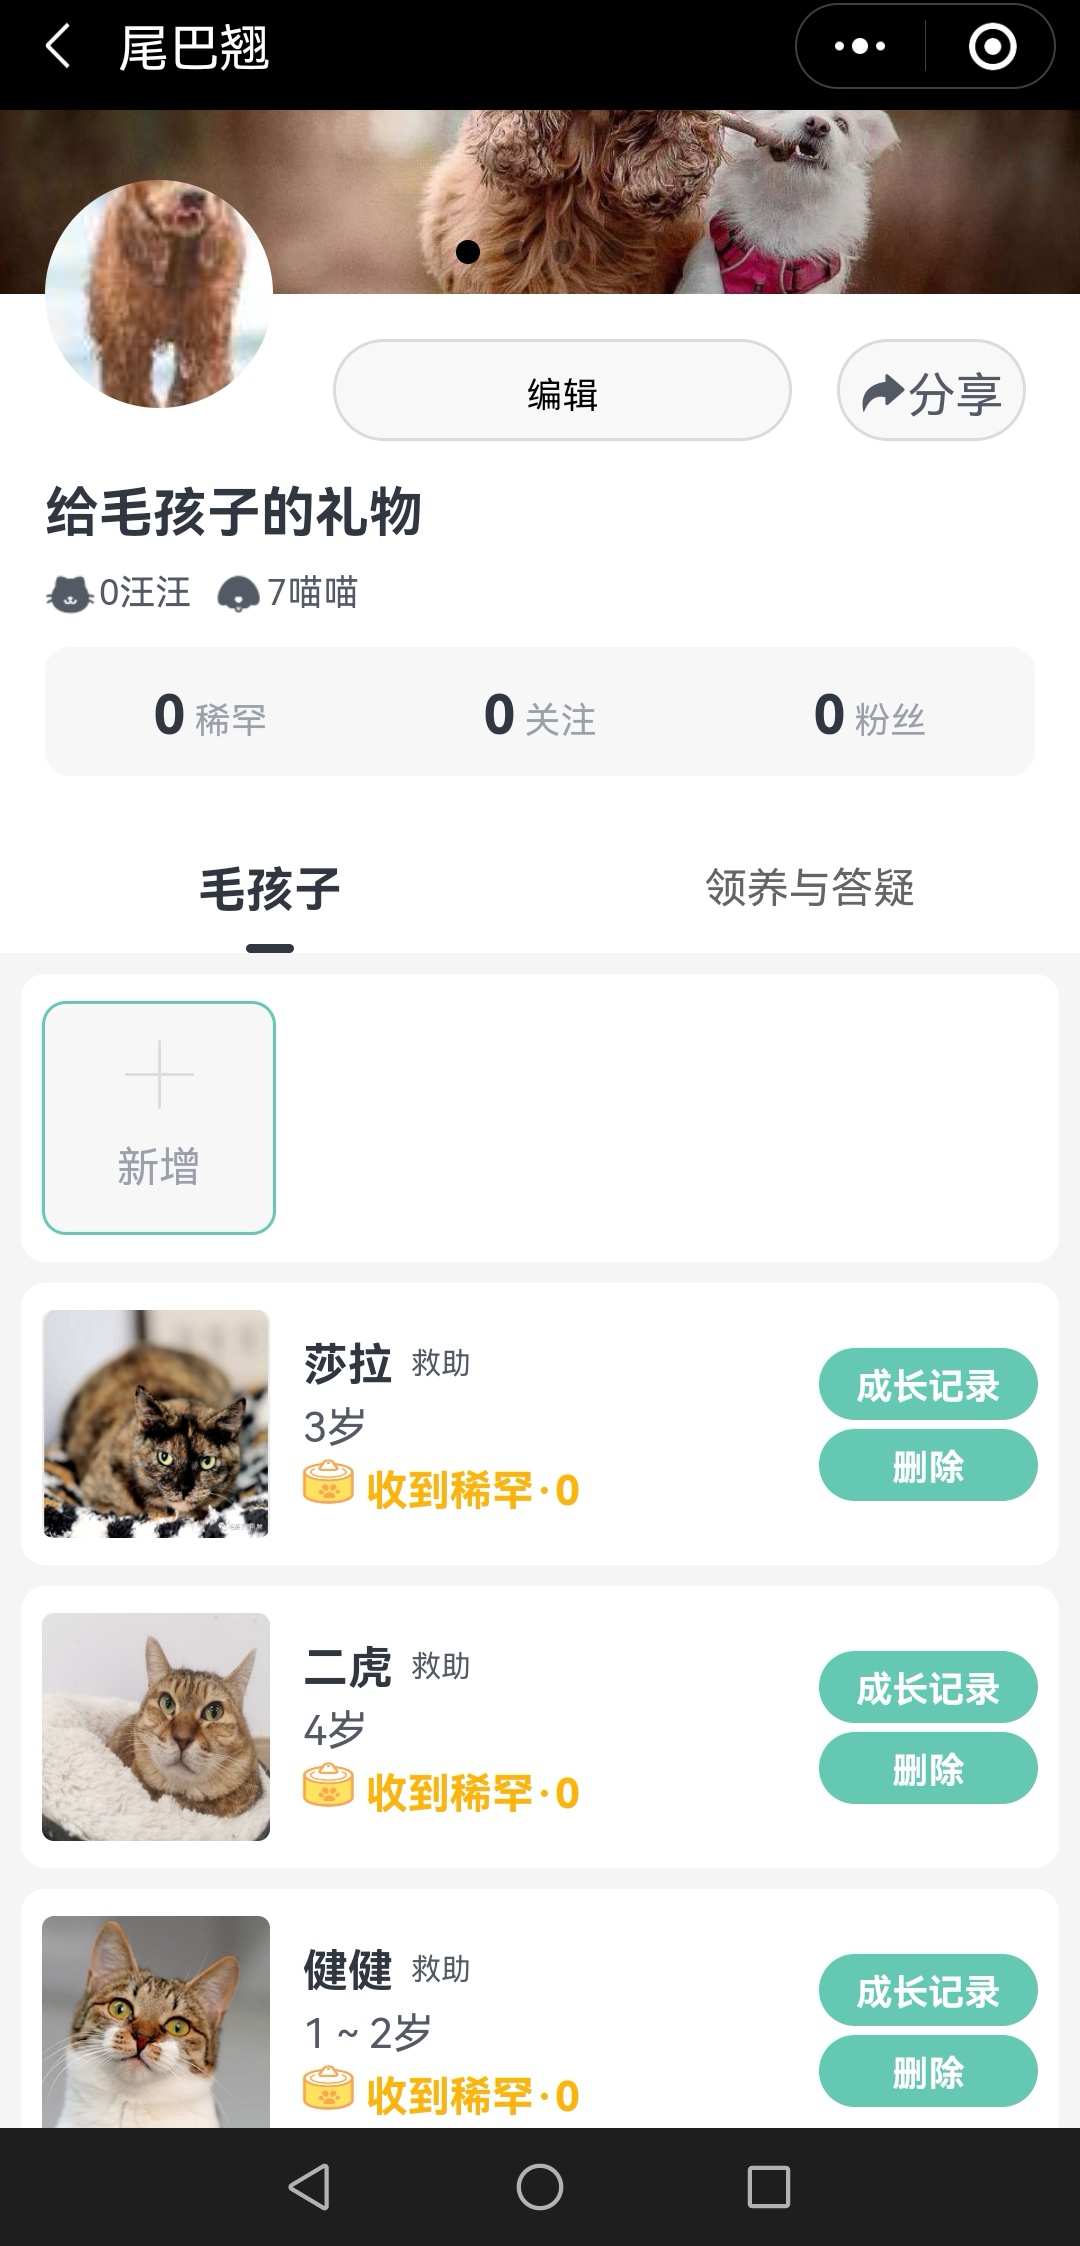 尾巴翘
编辑
分享
给毛孩子的礼物
0汪汪 7喵喵
0 稀罕 0 关注 0 粉丝
毛孩子 领养与答疑
新增
莎拉 救助
3岁
收到稀罕·0
成长记录
删除
二虎 救助
4岁
收到稀罕·0
成长记录
删除
健健 救助
1 ~ 2岁
收到稀罕·0
成长记录
删除